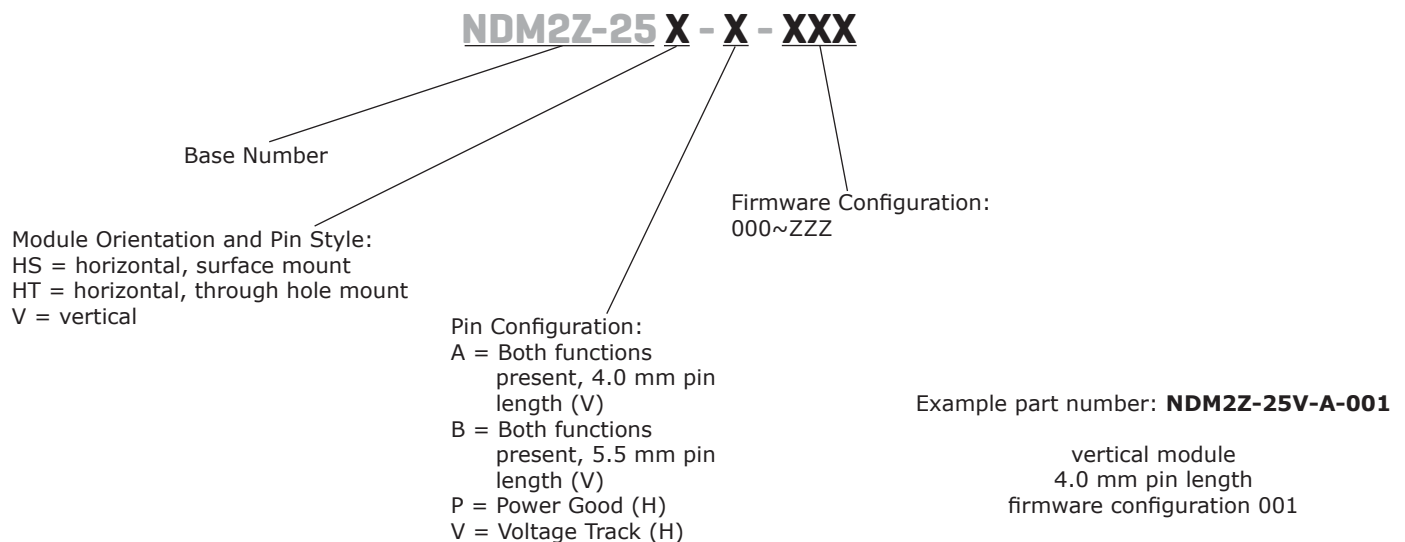 NDM2Z-25 X - X - XXX
Base Number
Module Orientation and Pin Style:
HS = horizontal, surface mount
HT = horizontal, through hole mount
V = vertical
Pin Configuration:
A = Both functions
present, 4.0 mm pin
length (V)
B = Both functions
present, 5.5 mm pin
length (V)
P = Power Good (H)
V = Voltage Track (H)
Firmware Configuration:
000~ZZZ
Example part number: NDM2Z-25V-A-001
vertical module
4.0 mm pin length
firmware configuration 001